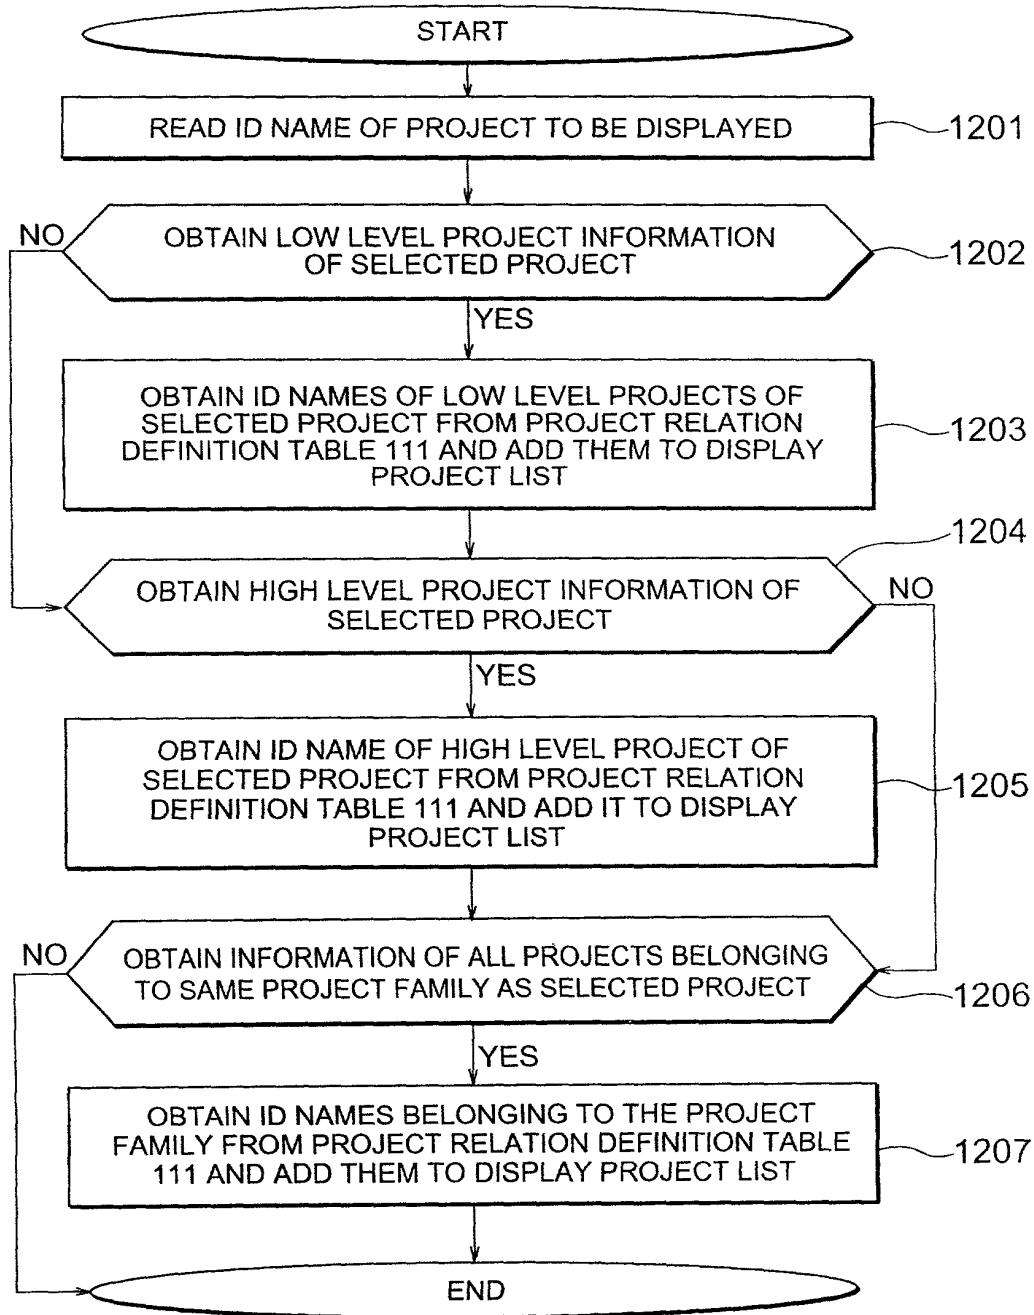 START
READ ID NAME OF PROJECT TO BE DISPLAYED
1201
NO
OBTAIN LOW LEVEL PROJECT INFORMATION
OF SELECTED PROJECT
1202
YES
OBTAIN ID NAMES OF LOW LEVEL PROJECTS OF
SELECTED PROJECT FROM PROJECT RELATION
DEFINITION TABLE 111 AND ADD THEM TO DISPLAY
PROJECT LIST
1203
1204
OBTAIN HIGH LEVEL PROJECT INFORMATION OF
SELECTED PROJECT
NO
YES
OBTAIN ID NAME OF HIGH LEVEL PROJECT OF
SELECTED PROJECT FROM PROJECT RELATION
DEFINITION TABLE 111 AND ADD IT TO DISPLAY
PROJECT LIST
1205
NO
OBTAIN INFORMATION OF ALL PROJECTS BELONGING
TO SAME PROJECT FAMILY AS SELECTED PROJECT
1206
YES
OBTAIN ID NAMES BELONGING TO THE PROJECT
FAMILY FROM PROJECT RELATION DEFINITION TABLE
111 AND ADD THEM TO DISPLAY PROJECT LIST
1207
END